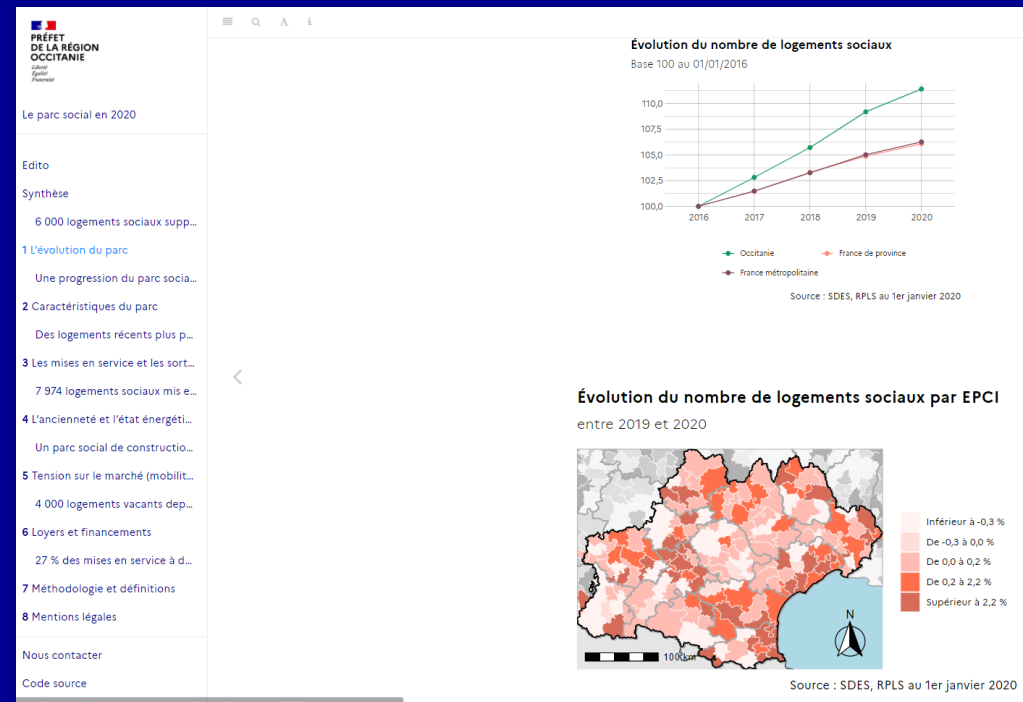 PRÉFET
DE LA RÉGION
OCCITANIE
Liberté
Égalité
Fraternité
Le parc social en 2020
Edito
Synthèse
6 000 logements sociaux supp...
1 L'évolution du parc
Une progression du parc socia...
2 Caractéristiques du parc
Des logements récents plus p...
3 Les mises en service et les sort...
7 974 logements sociaux mis e...
4 L'ancienneté et l'état énergéti...
Un parc social de constructio...
5 Tension sur le marché (mobilit...
4 000 logements vacants dep...
6 Loyers et financements
27 % des mises en service à d...
7 Méthodologie et définitions
8 Mentions légales
Nous contacter
Code source
A i
Évolution du nombre de logements sociaux
Base 100 au 01/01/2016
110,0
107,5
105,0
102,5
100,0
2016 2017 2018 2019 2020
Occitanie France de province
France métropolitaine
Source : SDES, RPLS au 1er janvier 2020
Évolution du nombre de logements sociaux par EPCI
entre 2019 et 2020
Inférieur à -0,3 %
De -0,3 à 0,0 %
De 0,0 à 0,2 %
De 0,2 à 2,2 %
Supérieur à 2,2 %
N
100 km
Source : SDES, RPLS au 1er janvier 2020